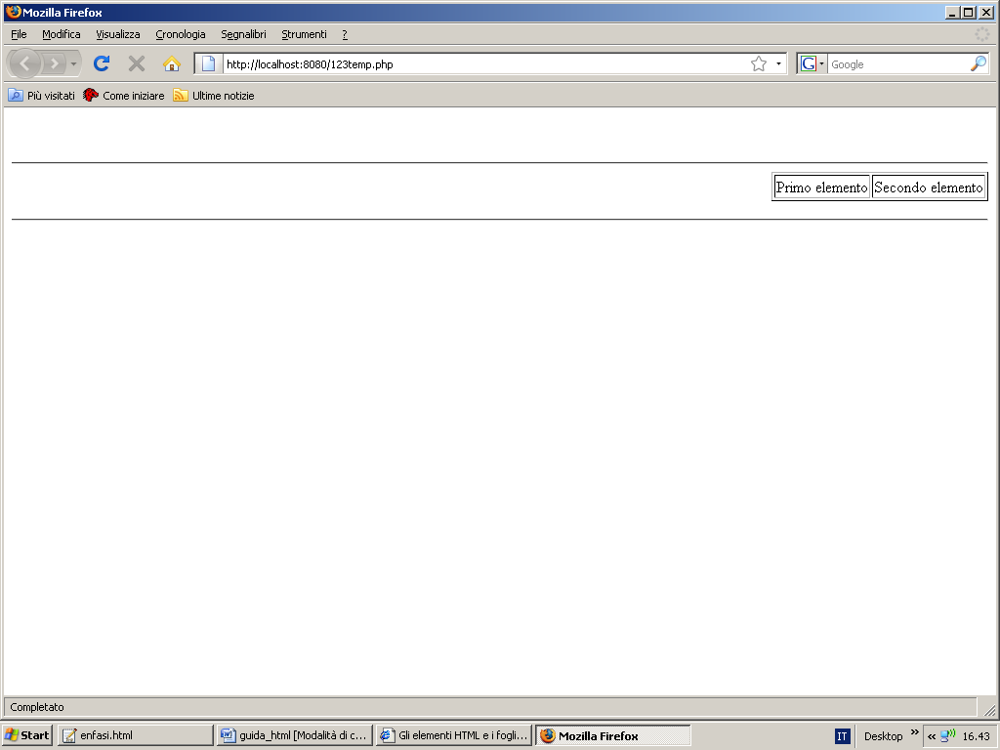 Mozilla Firefox
File Modifica Visualizza Cronologia Segnalibri Strumenti ?
http://localhost:8080/123temp.php G Google
Più visitati Come iniziare Ultime notizie
Primo elemento Secondo elemento
Completato
Start enfasi.html guida_html [Modalità di c... Gli elementi HTML e i fogli... Mozilla Firefox IT Desktop » « 16.43